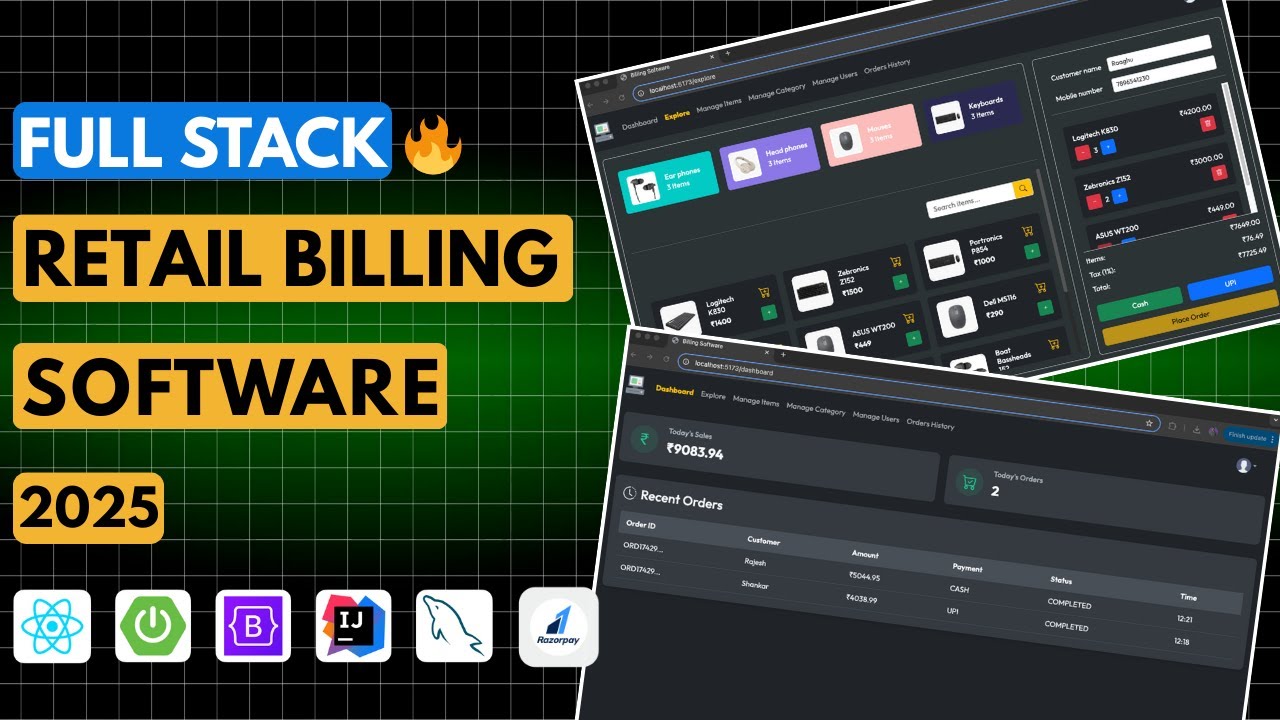 FULL STACK
RETAIL BILLING
SOFTWARE
2025
B
IJ
Razorpay
Billing Software
localhost:5173/explore
Dashboard Explore Manage Items Manage Category Manage Users Orders History
Ear phones
3 Items
Head phones
3 Items
Mouses
3 Items
Keyboards
3 Items
Search items...
Logitech
K830
₹1400
Zebronics
Z152
₹1500
Portronics
P854
₹1000
ASUS WT200
₹449
Dell MS116
₹290
Boat
Bassheads
152
Customer name Raaghu
Mobile number 7896541230
Logitech K830 ₹4200.00
- 3 +
Zebronics Z152 ₹3000.00
- 2 +
ASUS WT200 ₹449.00
Items: ₹7649.00
Tax (1%): ₹76.49
Total: ₹7725.49
Cash UPI
Place Order
Billing Software
localhost:5173/dashboard
Finish update
Dashboard Explore Manage Items Manage Category Manage Users Orders History
₹
Today's Sales
₹9083.94
Today's Orders
2
Recent Orders
Order ID Customer Amount Payment Status Time
ORD17429... Rajesh ₹5044.95 CASH COMPLETED 12:21
ORD17429... Shankar ₹4038.99 UPI COMPLETED 12:18